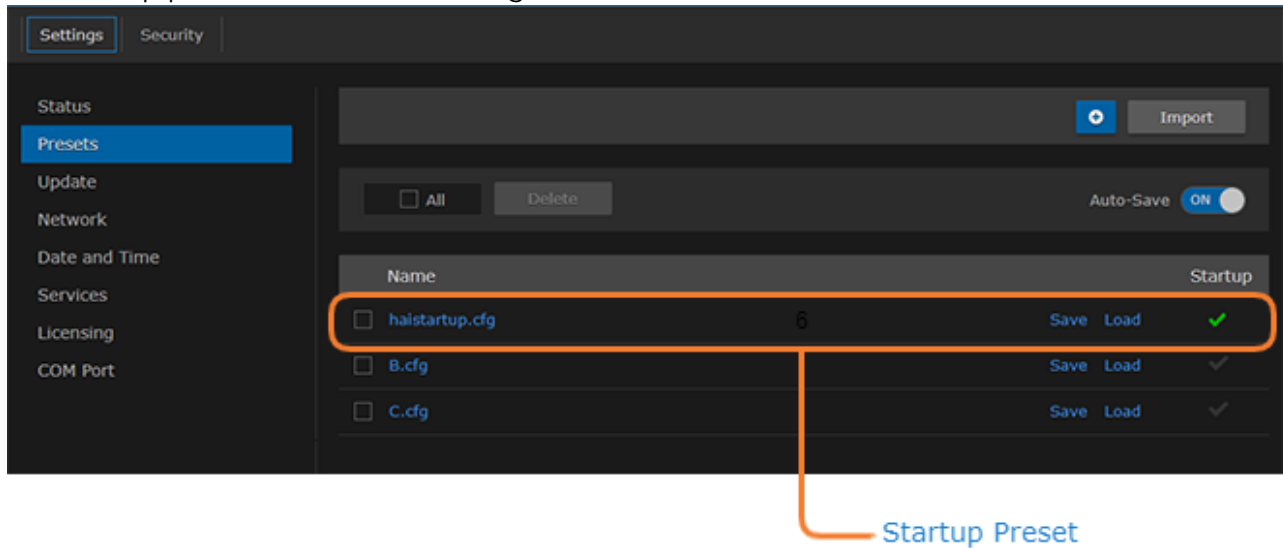 Settings Security
Status
Import
Presets
Update
All Delete Auto-Save ON
Network
Date and Time
Name Startup
Services
haistartup.cfg 6 Save Load
Licensing
B.cfg Save Load
COM Port
C.cfg Save Load
Startup Preset